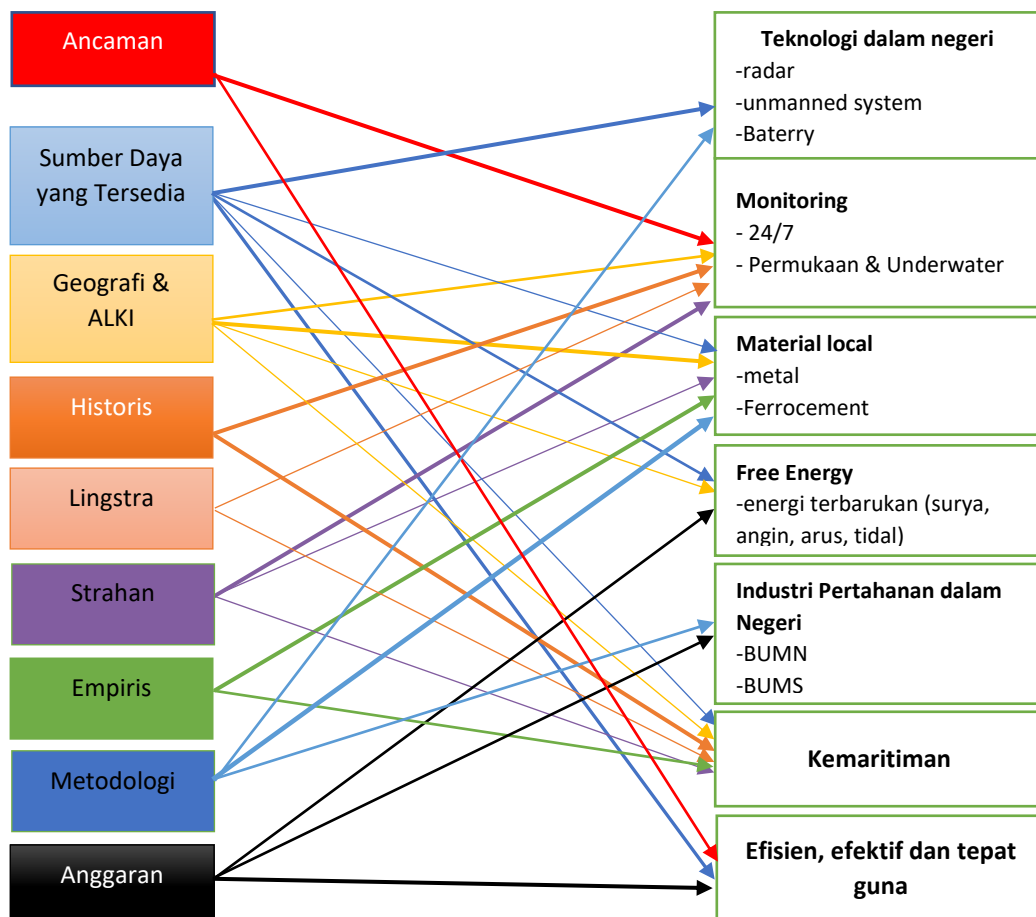 Ancaman
Sumber Daya
yang Tersedia
Geografi &
ALKI
Historis
Lingstra
Strahan
Empiris
Metodologi
Anggaran
Teknologi dalam negeri
-radar
-unmanned system
-Baterry
Monitoring
- 24/7
- Permukaan & Underwater
Material local
-metal
-Ferrocement
Free Energy
-energi terbarukan (surya,
angin, arus, tidal)
Industri Pertahanan dalam
Negeri
-BUMN
-BUMS
Kemaritiman
Efisien, efektif dan tepat
guna